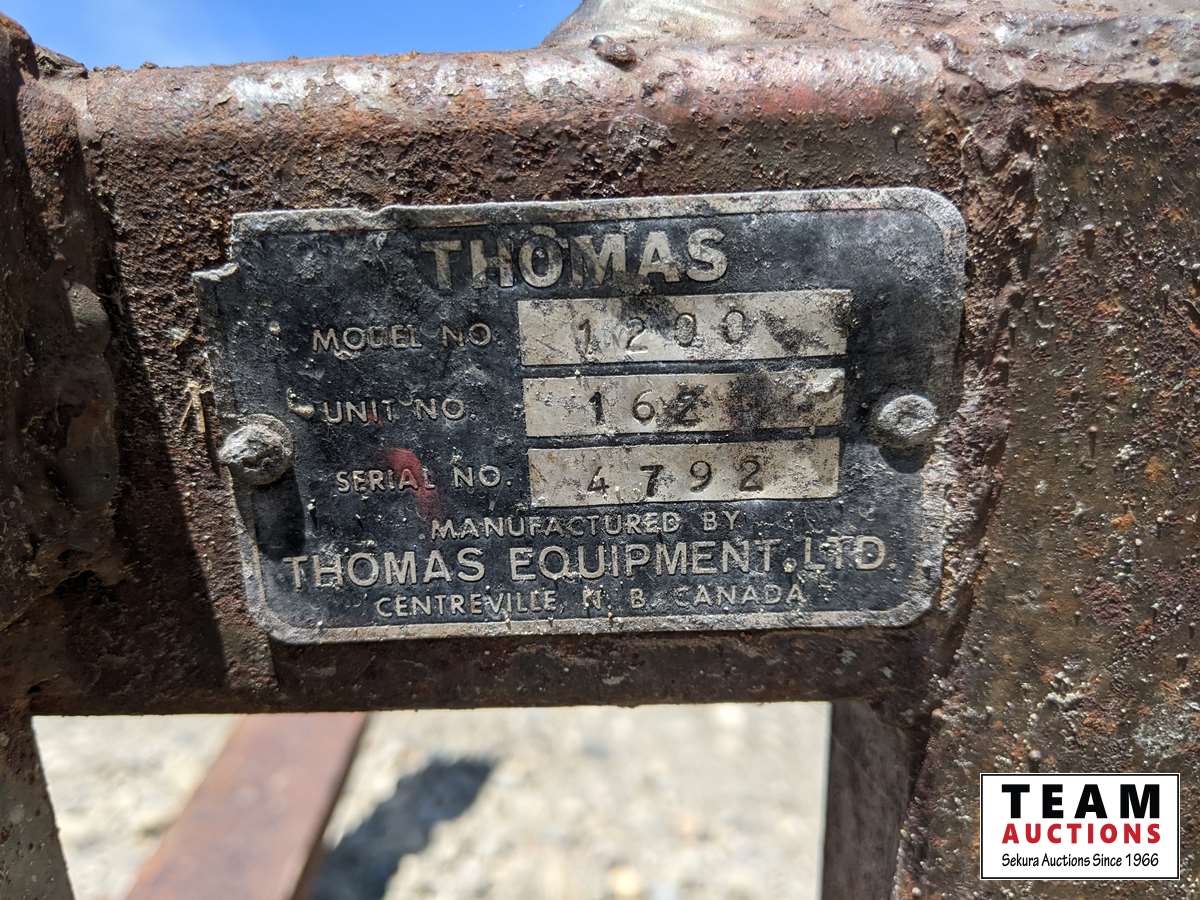 THOMAS
MODEL NO. 1200
UNIT NO. 162
SERIAL NO. 4792
MANUFACTURED BY
THOMAS EQUIPMENT LTD.
CENTREVILLE, N. B. CANADA
TEAM
AUCTIONS
Sekura Auctions Since 1966